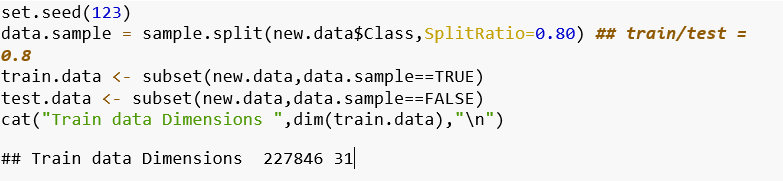 set.seed(123)
data.sample = sample.split(new.data$Class,SplitRatio=0.80) ## train/test =
0.8
train.data <- subset(new.data,data.sample==TRUE)
test.data <- subset(new.data,data.sample==FALSE)
cat("Train data Dimensions ",dim(train.data),"\n")
## Train data Dimensions  227846 31